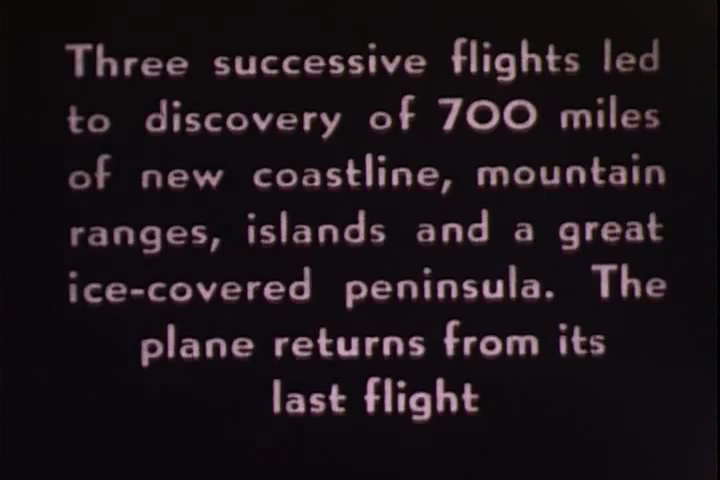 Three successive flights led
to discovery of 700 miles
of new coastline, mountain
ranges, islands and a great
ice-covered peninsula. The
plane returns from its
last flight